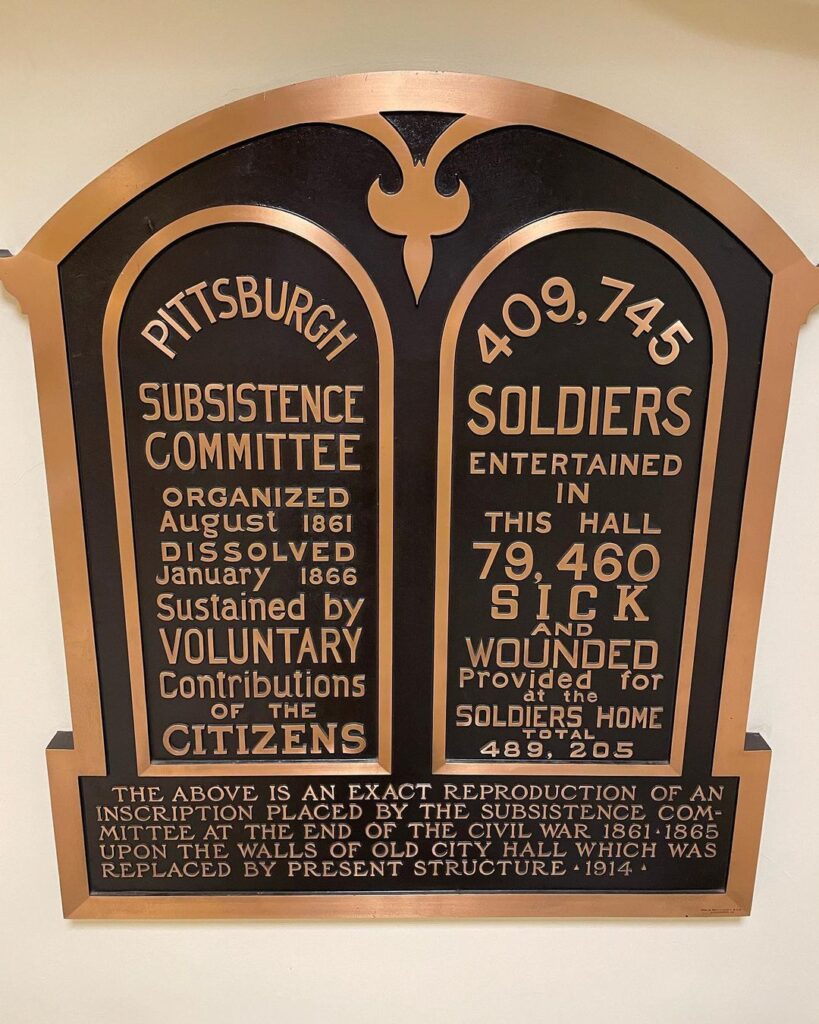 PITTSBURGH
SUBSISTENCE
COMMITTEE
ORGANIZED
August 1861
DISSOLVED
January 1866
Sustained by
VOLUNTARY
Contributions
OF THE
CITIZENS
409,745
SOLDIERS
ENTERTAINED
IN
THIS HALL
79,460
SICK
AND
WOUNDED
Provided for
at the
SOLDIERS HOME
TOTAL
489,205
THE ABOVE IS AN EXACT REPRODUCTION OF AN
INSCRIPTION PLACED BY THE SUBSISTENCE COM-
MITTEE AT THE END OF THE CIVIL WAR 1861·1865
UPON THE WALLS OF OLD CITY HALL WHICH WAS
REPLACED BY PRESENT STRUCTURE · 1914 ·